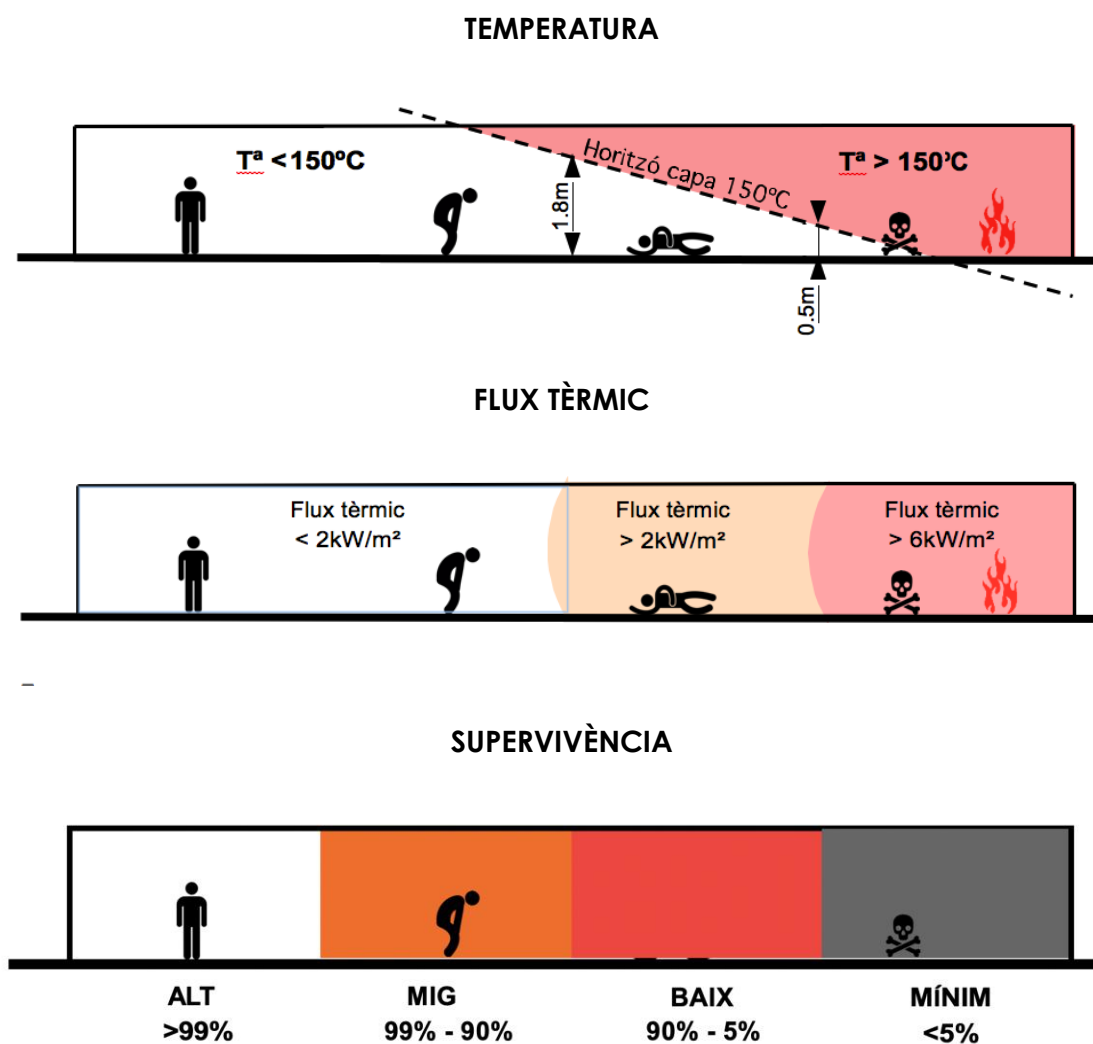 TEMPERATURA
Tª <150ºC
Horitzó capa 150ºC
Tª > 150ºC
1.8m
0.5m
FLUX TÈRMIC
Flux tèrmic
< 2kW/m²
Flux tèrmic
> 2kW/m²
Flux tèrmic
> 6kW/m²
SUPERVIVÈNCIA
ALT
>99%
MIG
99% - 90%
BAIX
90% - 5%
MÍNIM
<5%